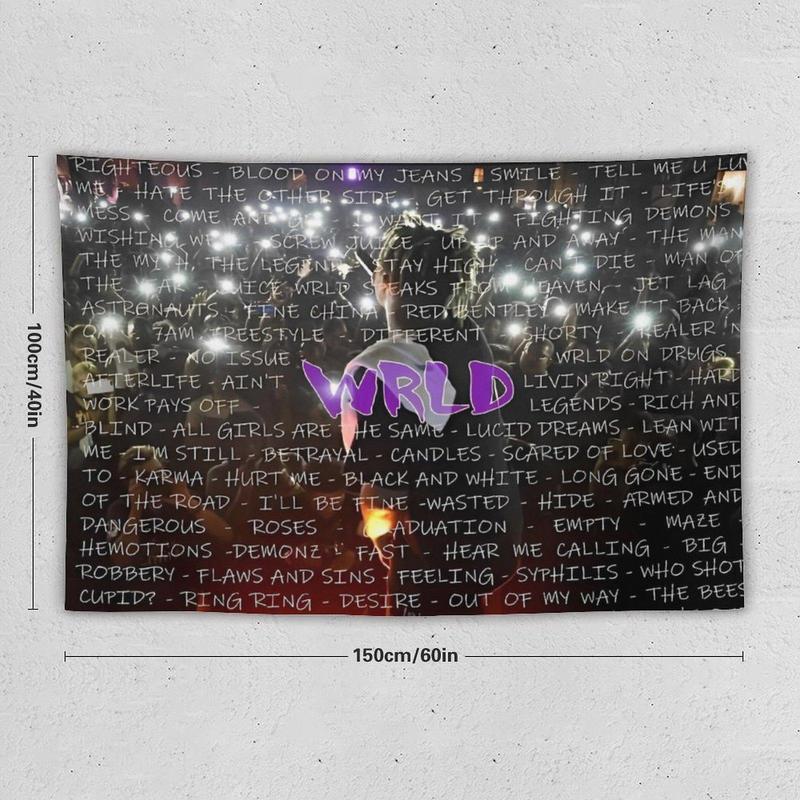 RIGHTEOUS - BLOOD ON MY JEANS - SMILE - TELL ME U LUV
ME - HATE THE OTHER SIDE - GET THROUGH IT - LIFE'S
MESS - COME AND GO - I WANT IT - FIGHTING DEMONS
WISHING WE - SCREW JUICE - UP UP AND AWAY - THE MAN
THE MYTH, THE LEGEND - STAY HIGH - CAN'T DIE - MAN OF
THE YEAR - JUICE WRLD SPEAKS FROM HEAVEN - JET LAG
ASTRONAUTS - FINE CHINA - RED BENTLEY - MAKE IT BACK
7AM FREESTYLE - DIFFERENT - SHORTY - REALER N
REALER - NO ISSUE - WRLD ON DRUGS
AFTERLIFE - AIN'T LIVIN RIGHT - HARD
WRLD
WORK PAYS OFF LEGENDS - RICH AND
BLIND - ALL GIRLS ARE THE SAME - LUCID DREAMS - LEAN WIT
ME - I'M STILL - BETRAYAL - CANDLES - SCARED OF LOVE - USED
TO - KARMA - HURT ME - BLACK AND WHITE - LONG GONE - END
OF THE ROAD - I'LL BE FINE -WASTED - HIDE - ARMED AND
DANGEROUS - ROSES - GRADUATION - EMPTY - MAZE
HEMOTIONS -DEMONZ - FAST - HEAR ME CALLING - BIG
ROBBERY - FLAWS AND SINS - FEELING - SYPHILIS - WHO SHOT
CUPID? - RING RING - DESIRE - OUT OF MY WAY - THE BEES
100cm/40in
150cm/60in